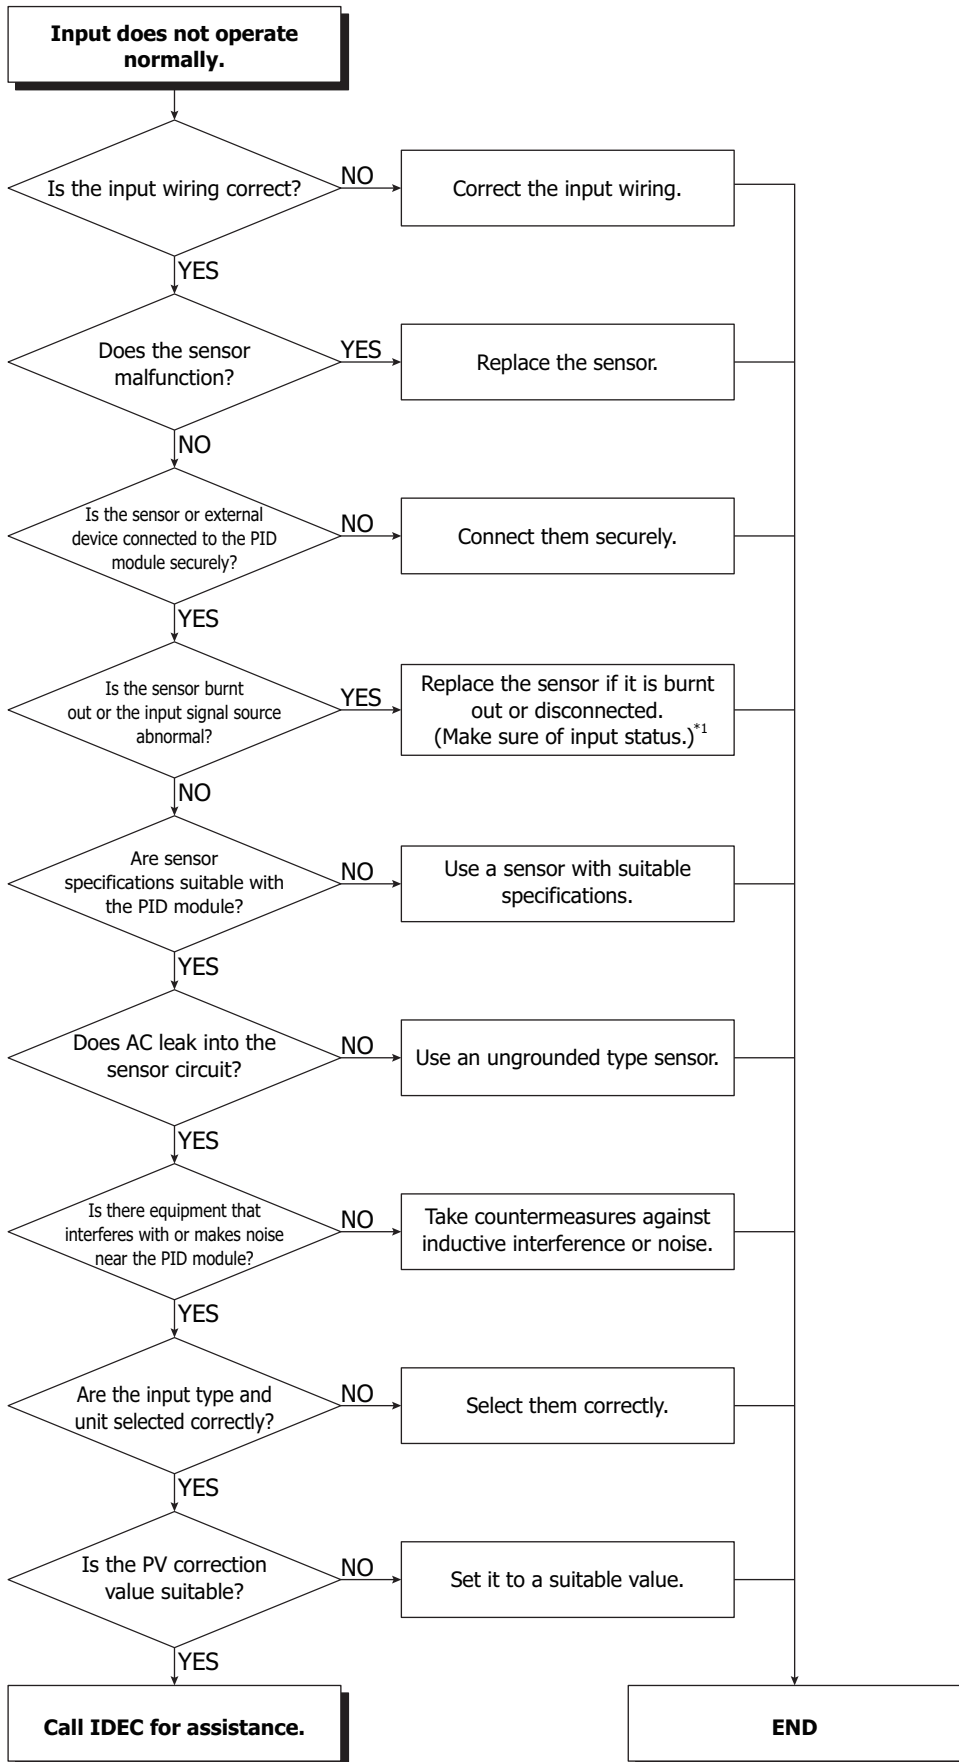 Input does not operate
normally.
Is the input wiring correct?
NO
Correct the input wiring.
YES
Does the sensor
malfunction?
YES
Replace the sensor.
NO
Is the sensor or external
device connected to the PID
module securely?
NO
Connect them securely.
YES
Is the sensor burnt
out or the input signal source
abnormal?
YES
Replace the sensor if it is burnt
out or disconnected.
(Make sure of input status.)*1
NO
Are sensor
specifications suitable with
the PID module?
NO
Use a sensor with suitable
specifications.
YES
Does AC leak into the
sensor circuit?
NO
Use an ungrounded type sensor.
YES
Is there equipment that
interferes with or makes noise
near the PID module?
NO
Take countermeasures against
inductive interference or noise.
YES
Are the input type and
unit selected correctly?
NO
Select them correctly.
YES
Is the PV correction
value suitable?
NO
Set it to a suitable value.
YES
Call IDEC for assistance.
END